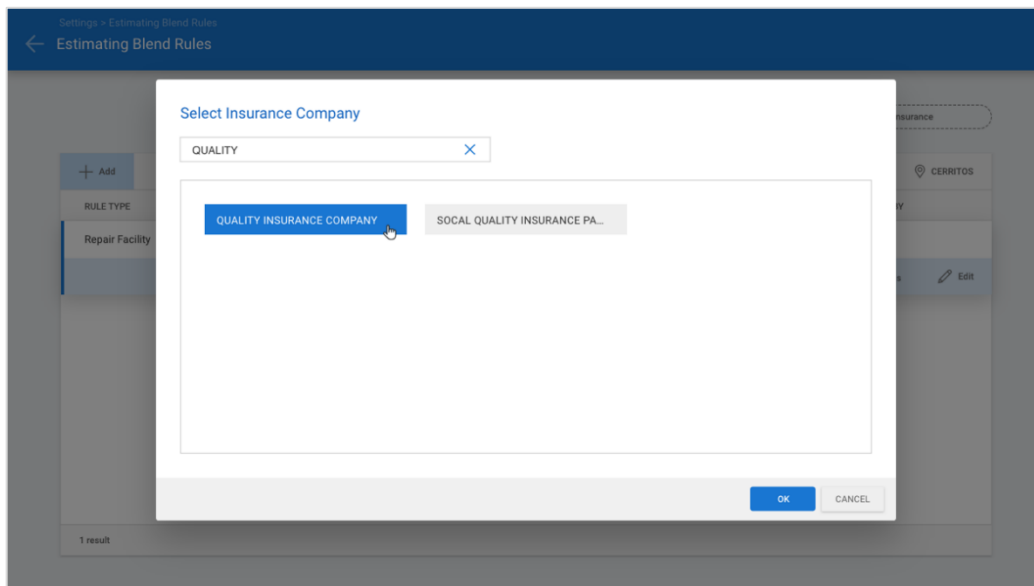 Settings > Estimating Blend Rules
Estimating Blend Rules
Select Insurance Company
nsurance
QUALITY
Add
CERRITOS
RULE TYPE
Y
QUALITY INSURANCE COMPANY
SOCAL QUALITY INSURANCE PA...
Repair Facility
s
Edit
OK
CANCEL
1 result